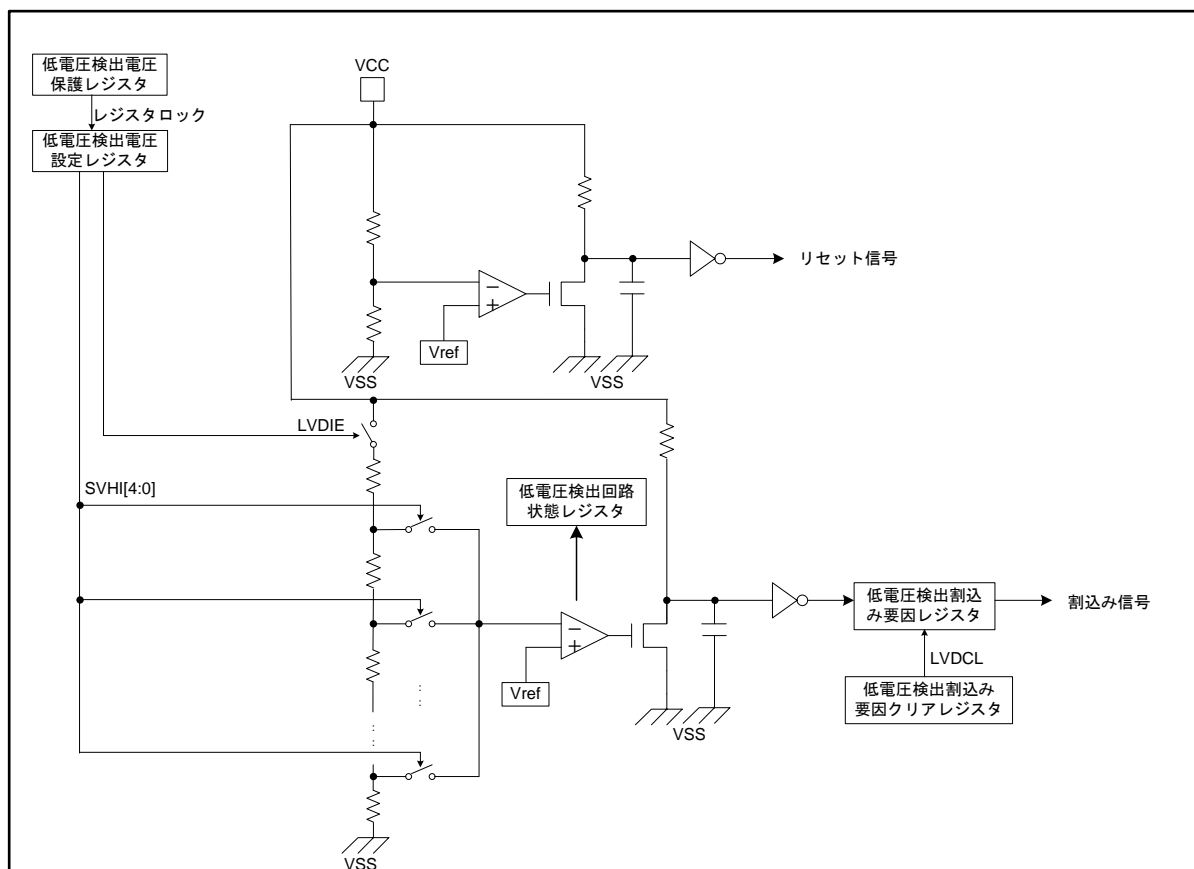 低電圧検出電圧
保護レジスタ
レジスタロック
低電圧検出電圧
設定レジスタ
VCC
リセット信号
Vref
VSS
VSS
LVDIE
SVHI[4:0]
低電圧検出回路
状態レジスタ
Vref
VSS
低電圧検出割込
み要因レジスタ
割込み信号
LVDCL
低電圧検出割込み
要因クリアレジスタ
VSS